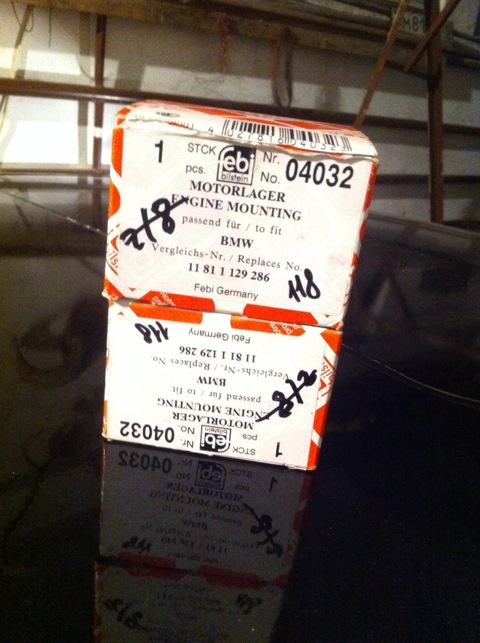 1 STCK pcs. febi bilstein Nr. No. 04032
MOTORLAGER
ENGINE MOUNTING
passend für / to fit
BMW
Vergleichs-Nr. / Replaces No.
11 81 1 129 286
Febi Germany
118
118
Febi Germany
11 81 1 129 286
Vergleichs-Nr. / Replaces No.
BMW
passend für / to fit
ENGINE MOUNTING
MOTORLAGER
1 STCK pcs. febi bilstein Nr. No. 04032